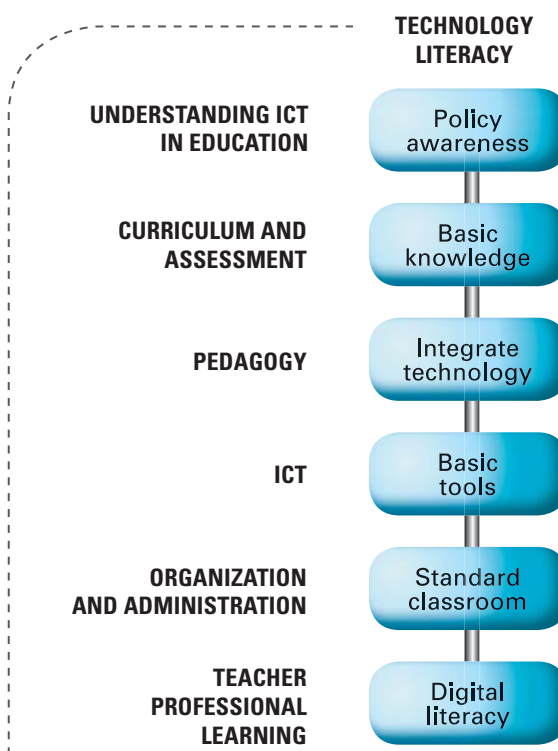 TECHNOLOGY
LITERACY
UNDERSTANDING ICT
IN EDUCATION
Policy
awareness
CURRICULUM AND
ASSESSMENT
Basic
knowledge
PEDAGOGY
Integrate
technology
ICT
Basic
tools
ORGANIZATION
AND ADMINISTRATION
Standard
classroom
TEACHER
PROFESSIONAL
LEARNING
Digital
literacy